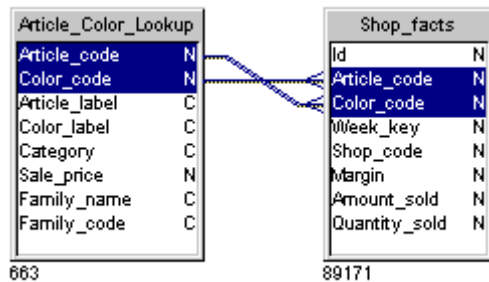 Article_Color_Lookup
Article_code N
Color_code N
Article_label C
Color_label C
Category C
Sale_price N
Family_name C
Family_code C
663
Shop_facts
Id N
Article_code N
Color_code N
Week_key N
Shop_code N
Margin N
Amount_sold N
Quantity_sold N
89171